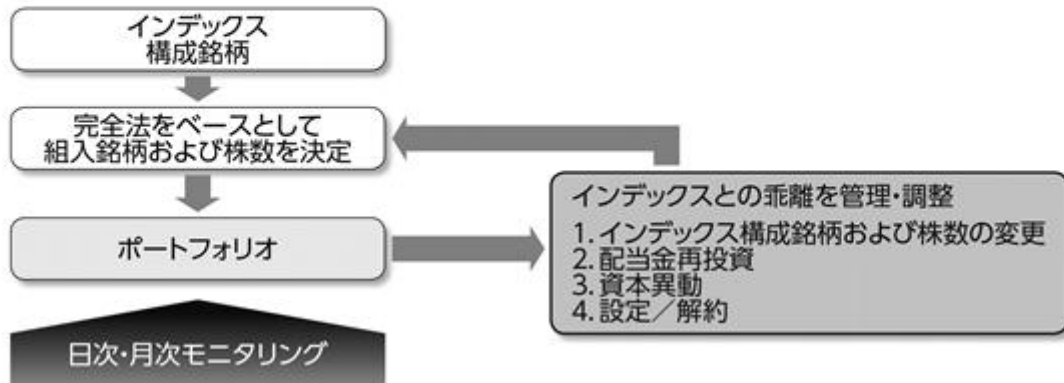 インデックス
構成銘柄
完全法をベースとして
組入銘柄および株数を決定
ポートフォリオ
日次・月次モニタリング
インデックスとの乖離を管理・調整
1. インデックス構成銘柄および株数の変更
2. 配当金再投資
3. 資本異動
4. 設定／解約